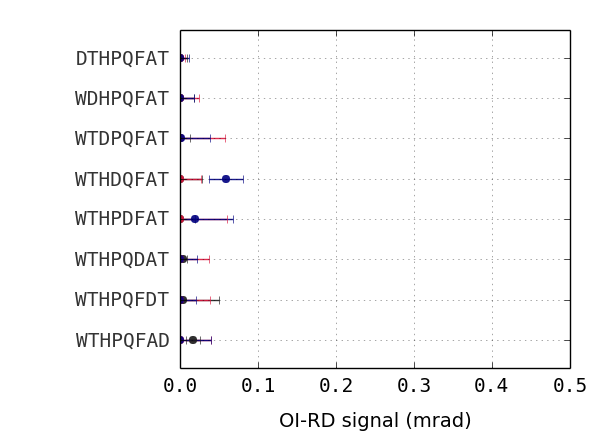 DTHPQFAT
WDHPQFAT
WTDPQFAT
WTHDQFAT
WTHPDFAT
WTHPQDAT
WTHPQFDT
WTHPQFAD
0.0 0.1 0.2 0.3 0.4 0.5
OI-RD signal (mrad)